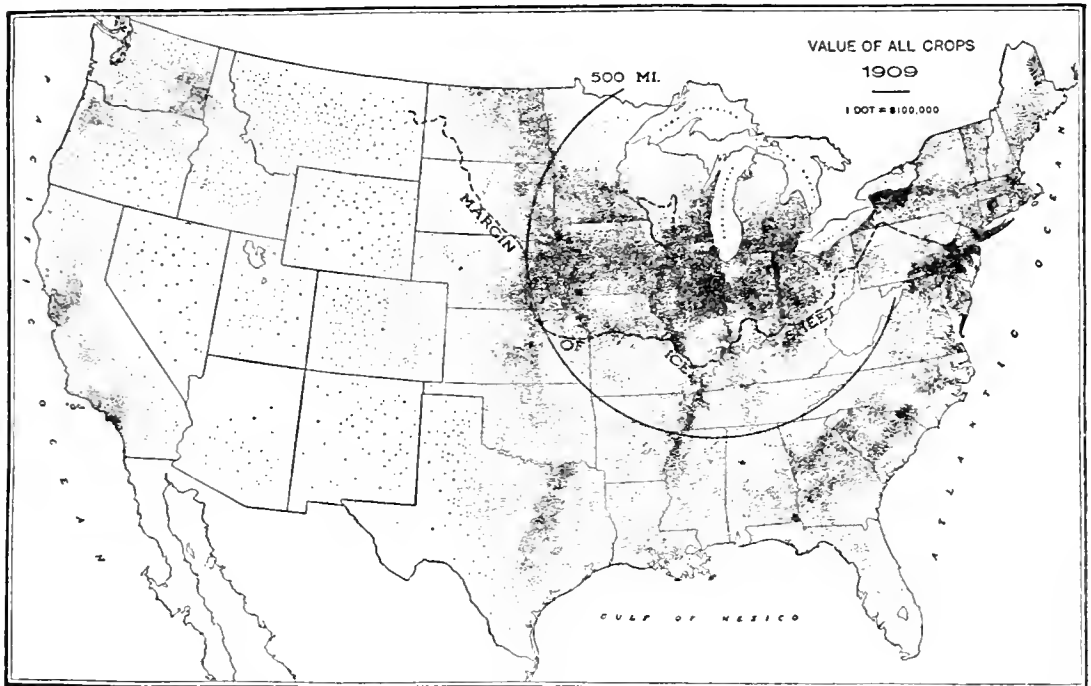 VALUE OF ALL CROPS
1909
1 DOT = $100,000
500 MI.
MARGIN OF ICE SHEET
PACIFIC OCEAN
ATLANTIC OCEAN
GULF OF MEXICO